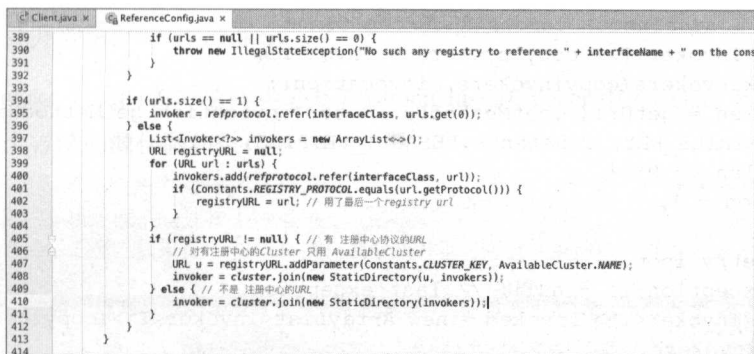 Client.java × ReferenceConfig.java ×
389 if (urls == null || urls.size() == 0) {
390 throw new IllegalStateException("No such any registry to reference " + interfaceName + " on the cons
391 }
392 }
393
394 if (urls.size() == 1) {
395 invoker = refprotocol.refer(interfaceClass, urls.get(0));
396 } else {
397 List<Invoker<?>> invokers = new ArrayList<~>();
398 URL registryURL = null;
399 for (URL url : urls) {
400 invokers.add(refprotocol.refer(interfaceClass, url));
401 if (Constants.REGISTRY_PROTOCOL.equals(url.getProtocol())) {
402 registryURL = url; // 用了最后一个registry url
403 }
404 }
405 if (registryURL != null) { // 有 注册中心协议的URL
406 // 对有注册中心的Cluster 只用 AvailableCluster
407 URL u = registryURL.addParameter(Constants.CLUSTER_KEY, AvailableCluster.NAME);
408 invoker = cluster.join(new StaticDirectory(u, invokers));
409 } else { // 不是 注册中心的URL
410 invoker = cluster.join(new StaticDirectory(invokers));
411 }
412 }
413 }
414